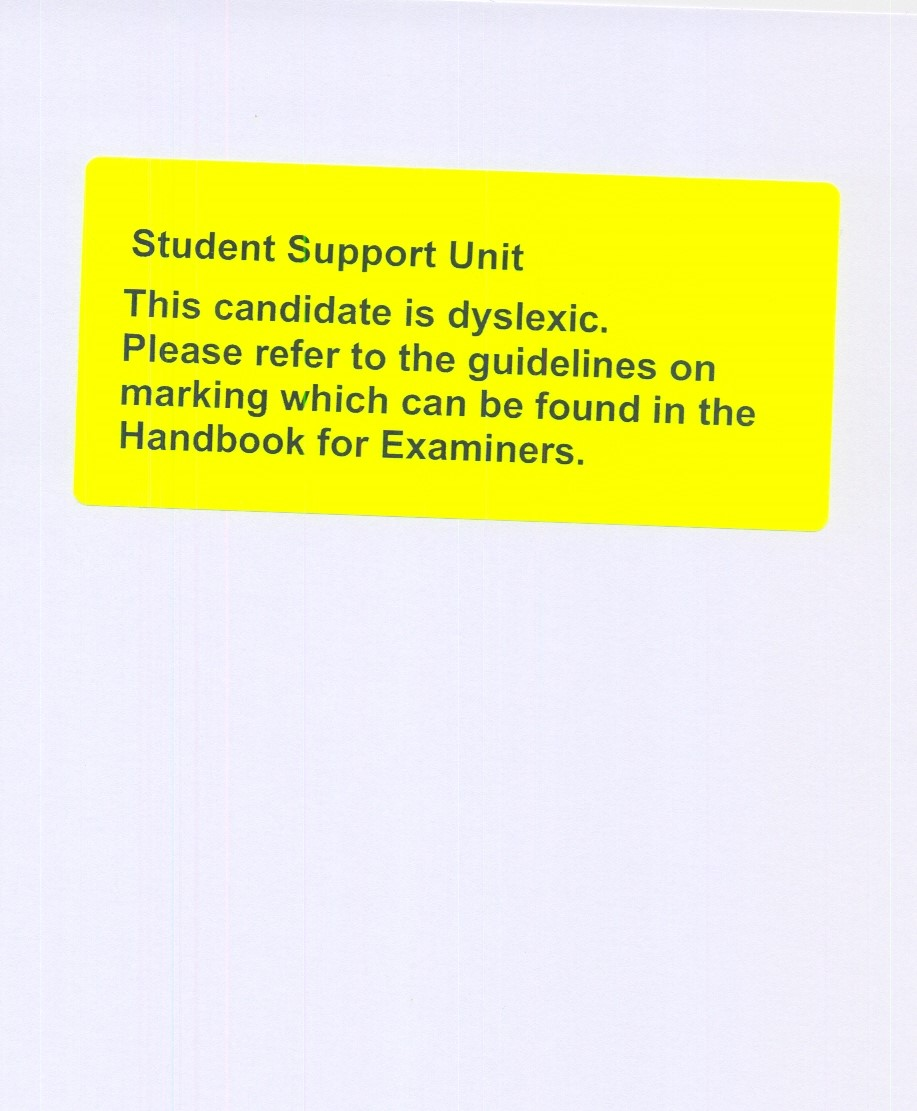 Student Support Unit
This candidate is dyslexic.
Please refer to the guidelines on
marking which can be found in the
Handbook for Examiners.